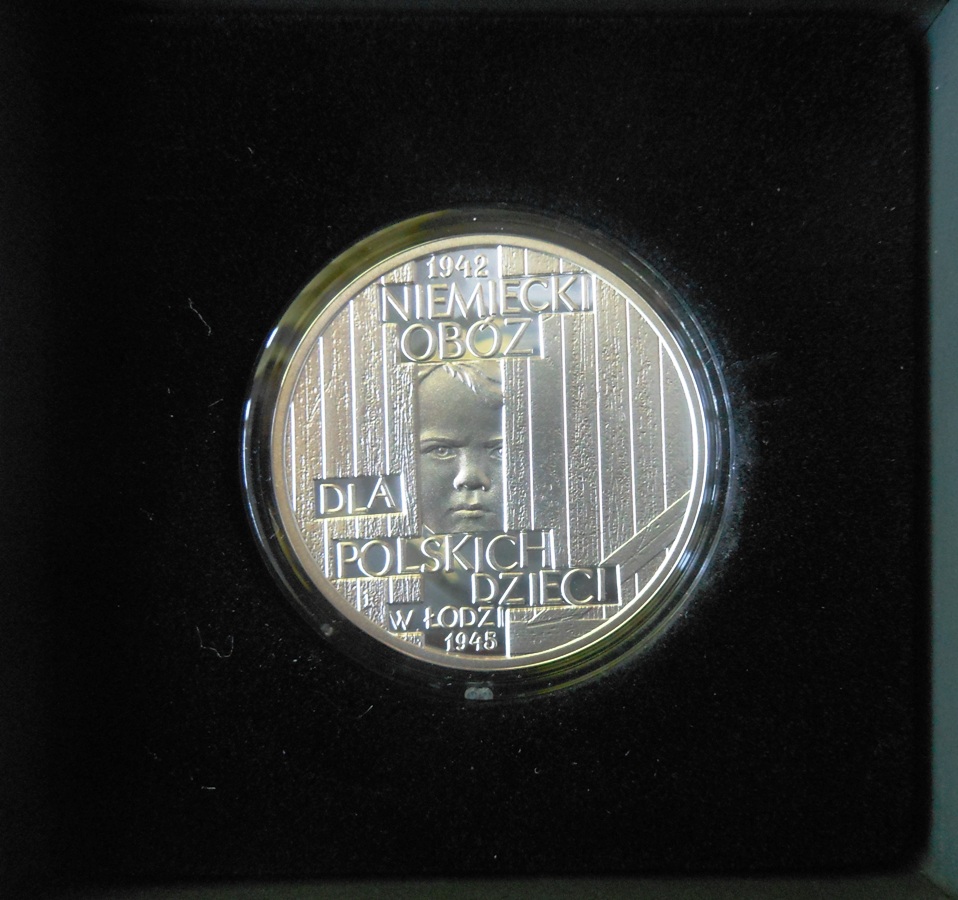 1942
NIEMIECKI
OBÓZ
DLA
POLSKICH
DZIECI
W ŁODZI
1945